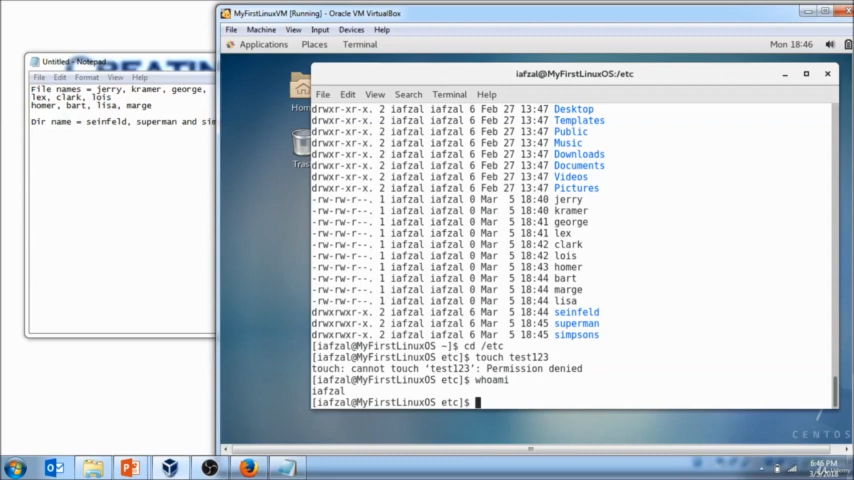 MyFirstLinuxVM [Running] - Oracle VM VirtualBox
File Machine View Input Devices Help
Applications Places Terminal Mon 18:46
Untitled - Notepad
File Edit Format View Help
File names = jerry, kramer, george,
lex, clark, lois
homer, bart, lisa, marge
Dir name = seinfeld, superman and sim
Hom
Tras
iafzal@MyFirstLinuxOS:/etc
File Edit View Search Terminal Help
drwxr-xr-x. 2 iafzal iafzal 6 Feb 27 13:47 Desktop
drwxr-xr-x. 2 iafzal iafzal 6 Feb 27 13:47 Templates
drwxr-xr-x. 2 iafzal iafzal 6 Feb 27 13:47 Public
drwxr-xr-x. 2 iafzal iafzal 6 Feb 27 13:47 Music
drwxr-xr-x. 2 iafzal iafzal 6 Feb 27 13:47 Downloads
drwxr-xr-x. 2 iafzal iafzal 6 Feb 27 13:47 Documents
drwxr-xr-x. 2 iafzal iafzal 6 Feb 27 13:47 Videos
drwxr-xr-x. 2 iafzal iafzal 6 Feb 27 13:47 Pictures
-rw-rw-r--. 1 iafzal iafzal 0 Mar  5 18:40 jerry
-rw-rw-r--. 1 iafzal iafzal 0 Mar  5 18:40 kramer
-rw-rw-r--. 1 iafzal iafzal 0 Mar  5 18:41 george
-rw-rw-r--. 1 iafzal iafzal 0 Mar  5 18:41 lex
-rw-rw-r--. 1 iafzal iafzal 0 Mar  5 18:42 clark
-rw-rw-r--. 1 iafzal iafzal 0 Mar  5 18:42 lois
-rw-rw-r--. 1 iafzal iafzal 0 Mar  5 18:43 homer
-rw-rw-r--. 1 iafzal iafzal 0 Mar  5 18:44 bart
-rw-rw-r--. 1 iafzal iafzal 0 Mar  5 18:44 marge
-rw-rw-r--. 1 iafzal iafzal 0 Mar  5 18:44 lisa
drwxrwxr-x. 2 iafzal iafzal 6 Mar  5 18:44 seinfeld
drwxrwxr-x. 2 iafzal iafzal 6 Mar  5 18:45 superman
drwxrwxr-x. 2 iafzal iafzal 6 Mar  5 18:45 simpsons
[iafzal@MyFirstLinuxOS ~]$ cd /etc
[iafzal@MyFirstLinuxOS etc]$ touch test123
touch: cannot touch ‘test123’: Permission denied
[iafzal@MyFirstLinuxOS etc]$ whoami
iafzal
[iafzal@MyFirstLinuxOS etc]$
CENTOS
6:46 PM
Udemy